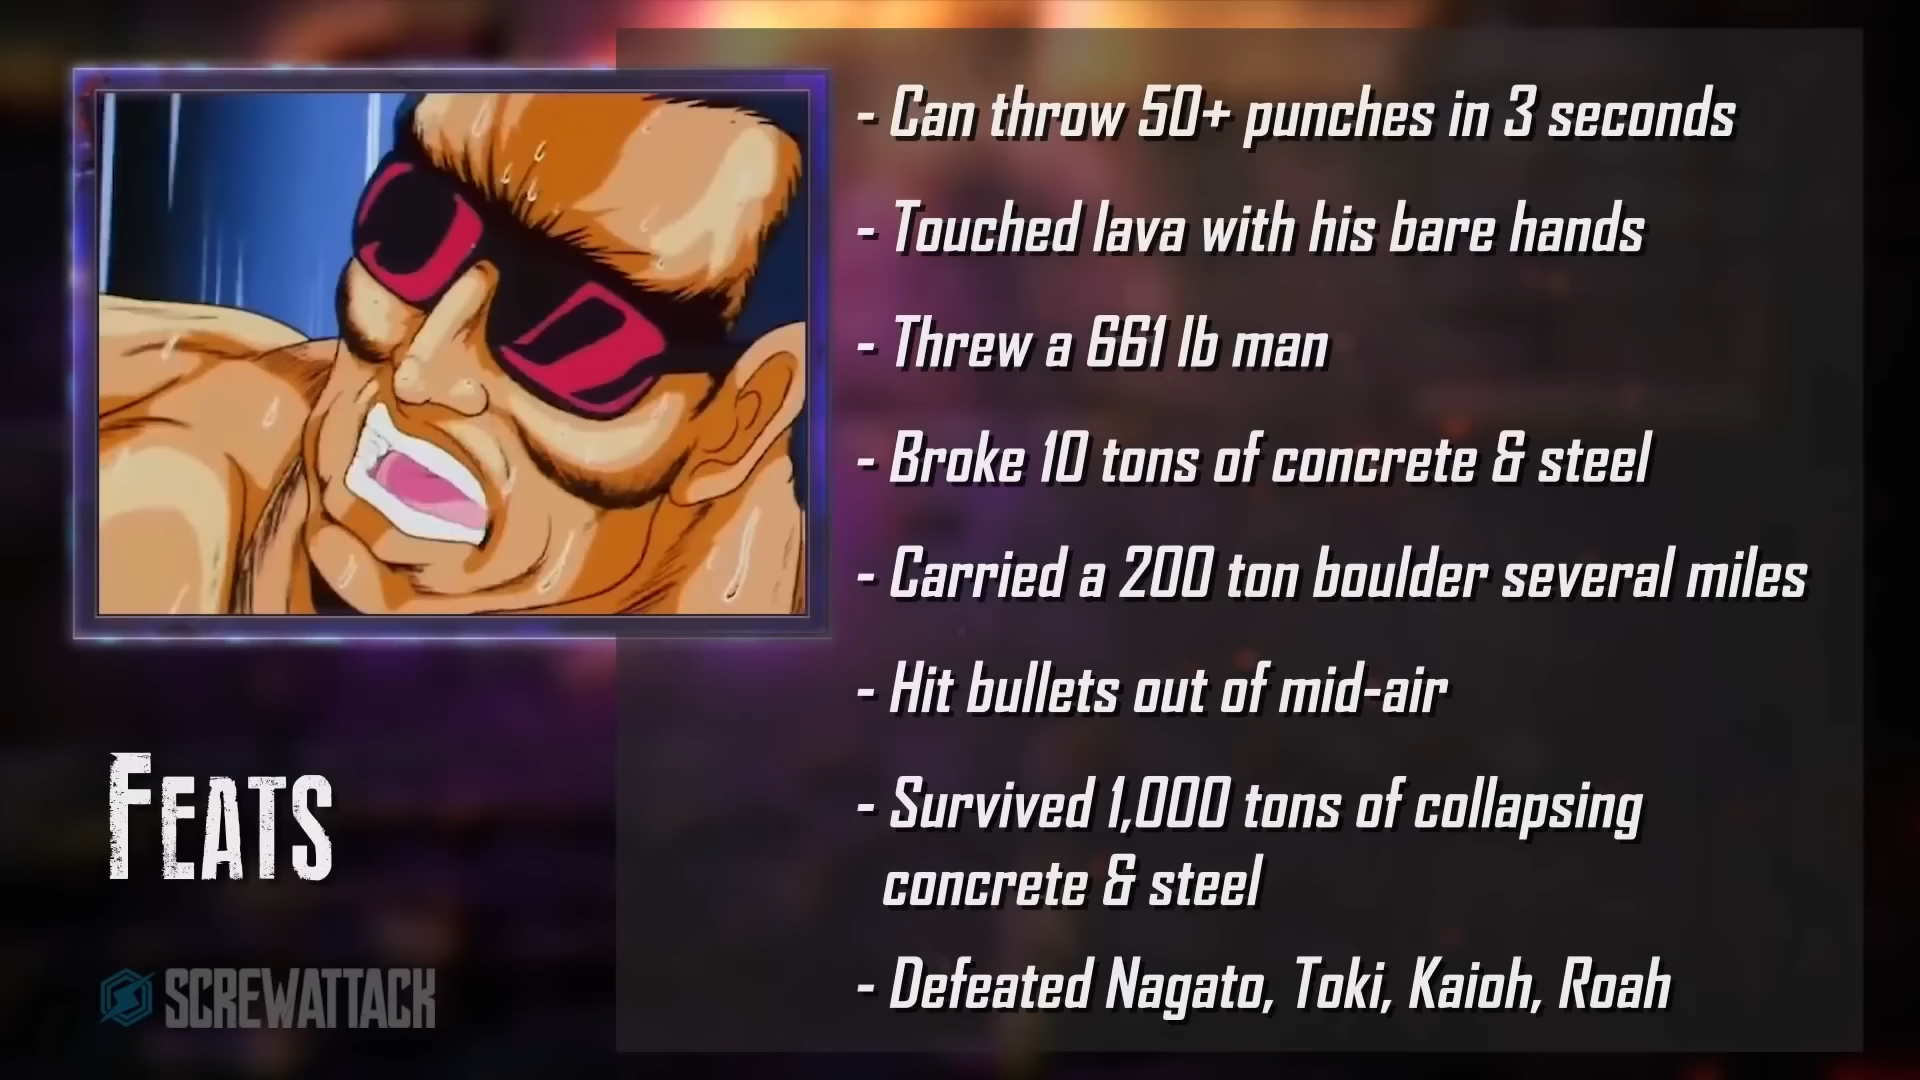 - Can throw 50+ punches in 3 seconds
- Touched lava with his bare hands
- Threw a 661 lb man
- Broke 10 tons of concrete & steel
- Carried a 200 ton boulder several miles
- Hit bullets out of mid-air
- Survived 1,000 tons of collapsing
concrete & steel
- Defeated Nagato, Toki, Kaioh, Roah
FEATS
SCREWATTACK